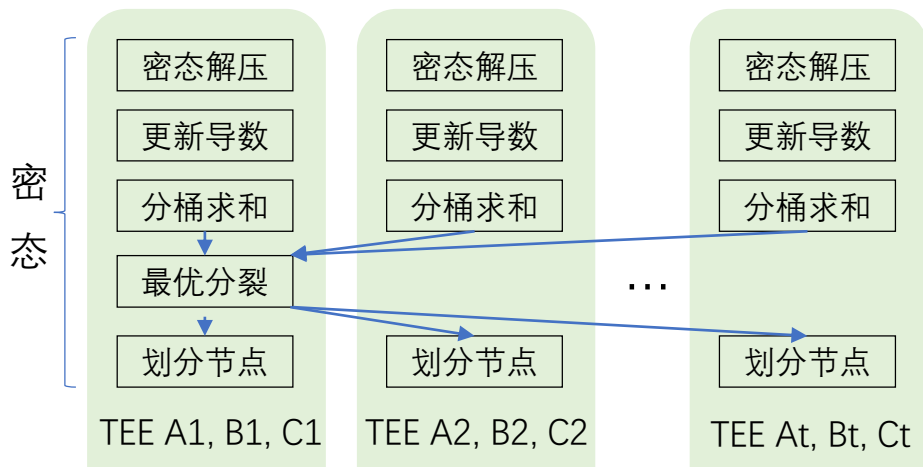 密态
密态解压
更新导数
分桶求和
最优分裂
划分节点
TEE A1, B1, C1
密态解压
更新导数
分桶求和
划分节点
TEE A2, B2, C2
...
密态解压
更新导数
分桶求和
划分节点
TEE At, Bt, Ct